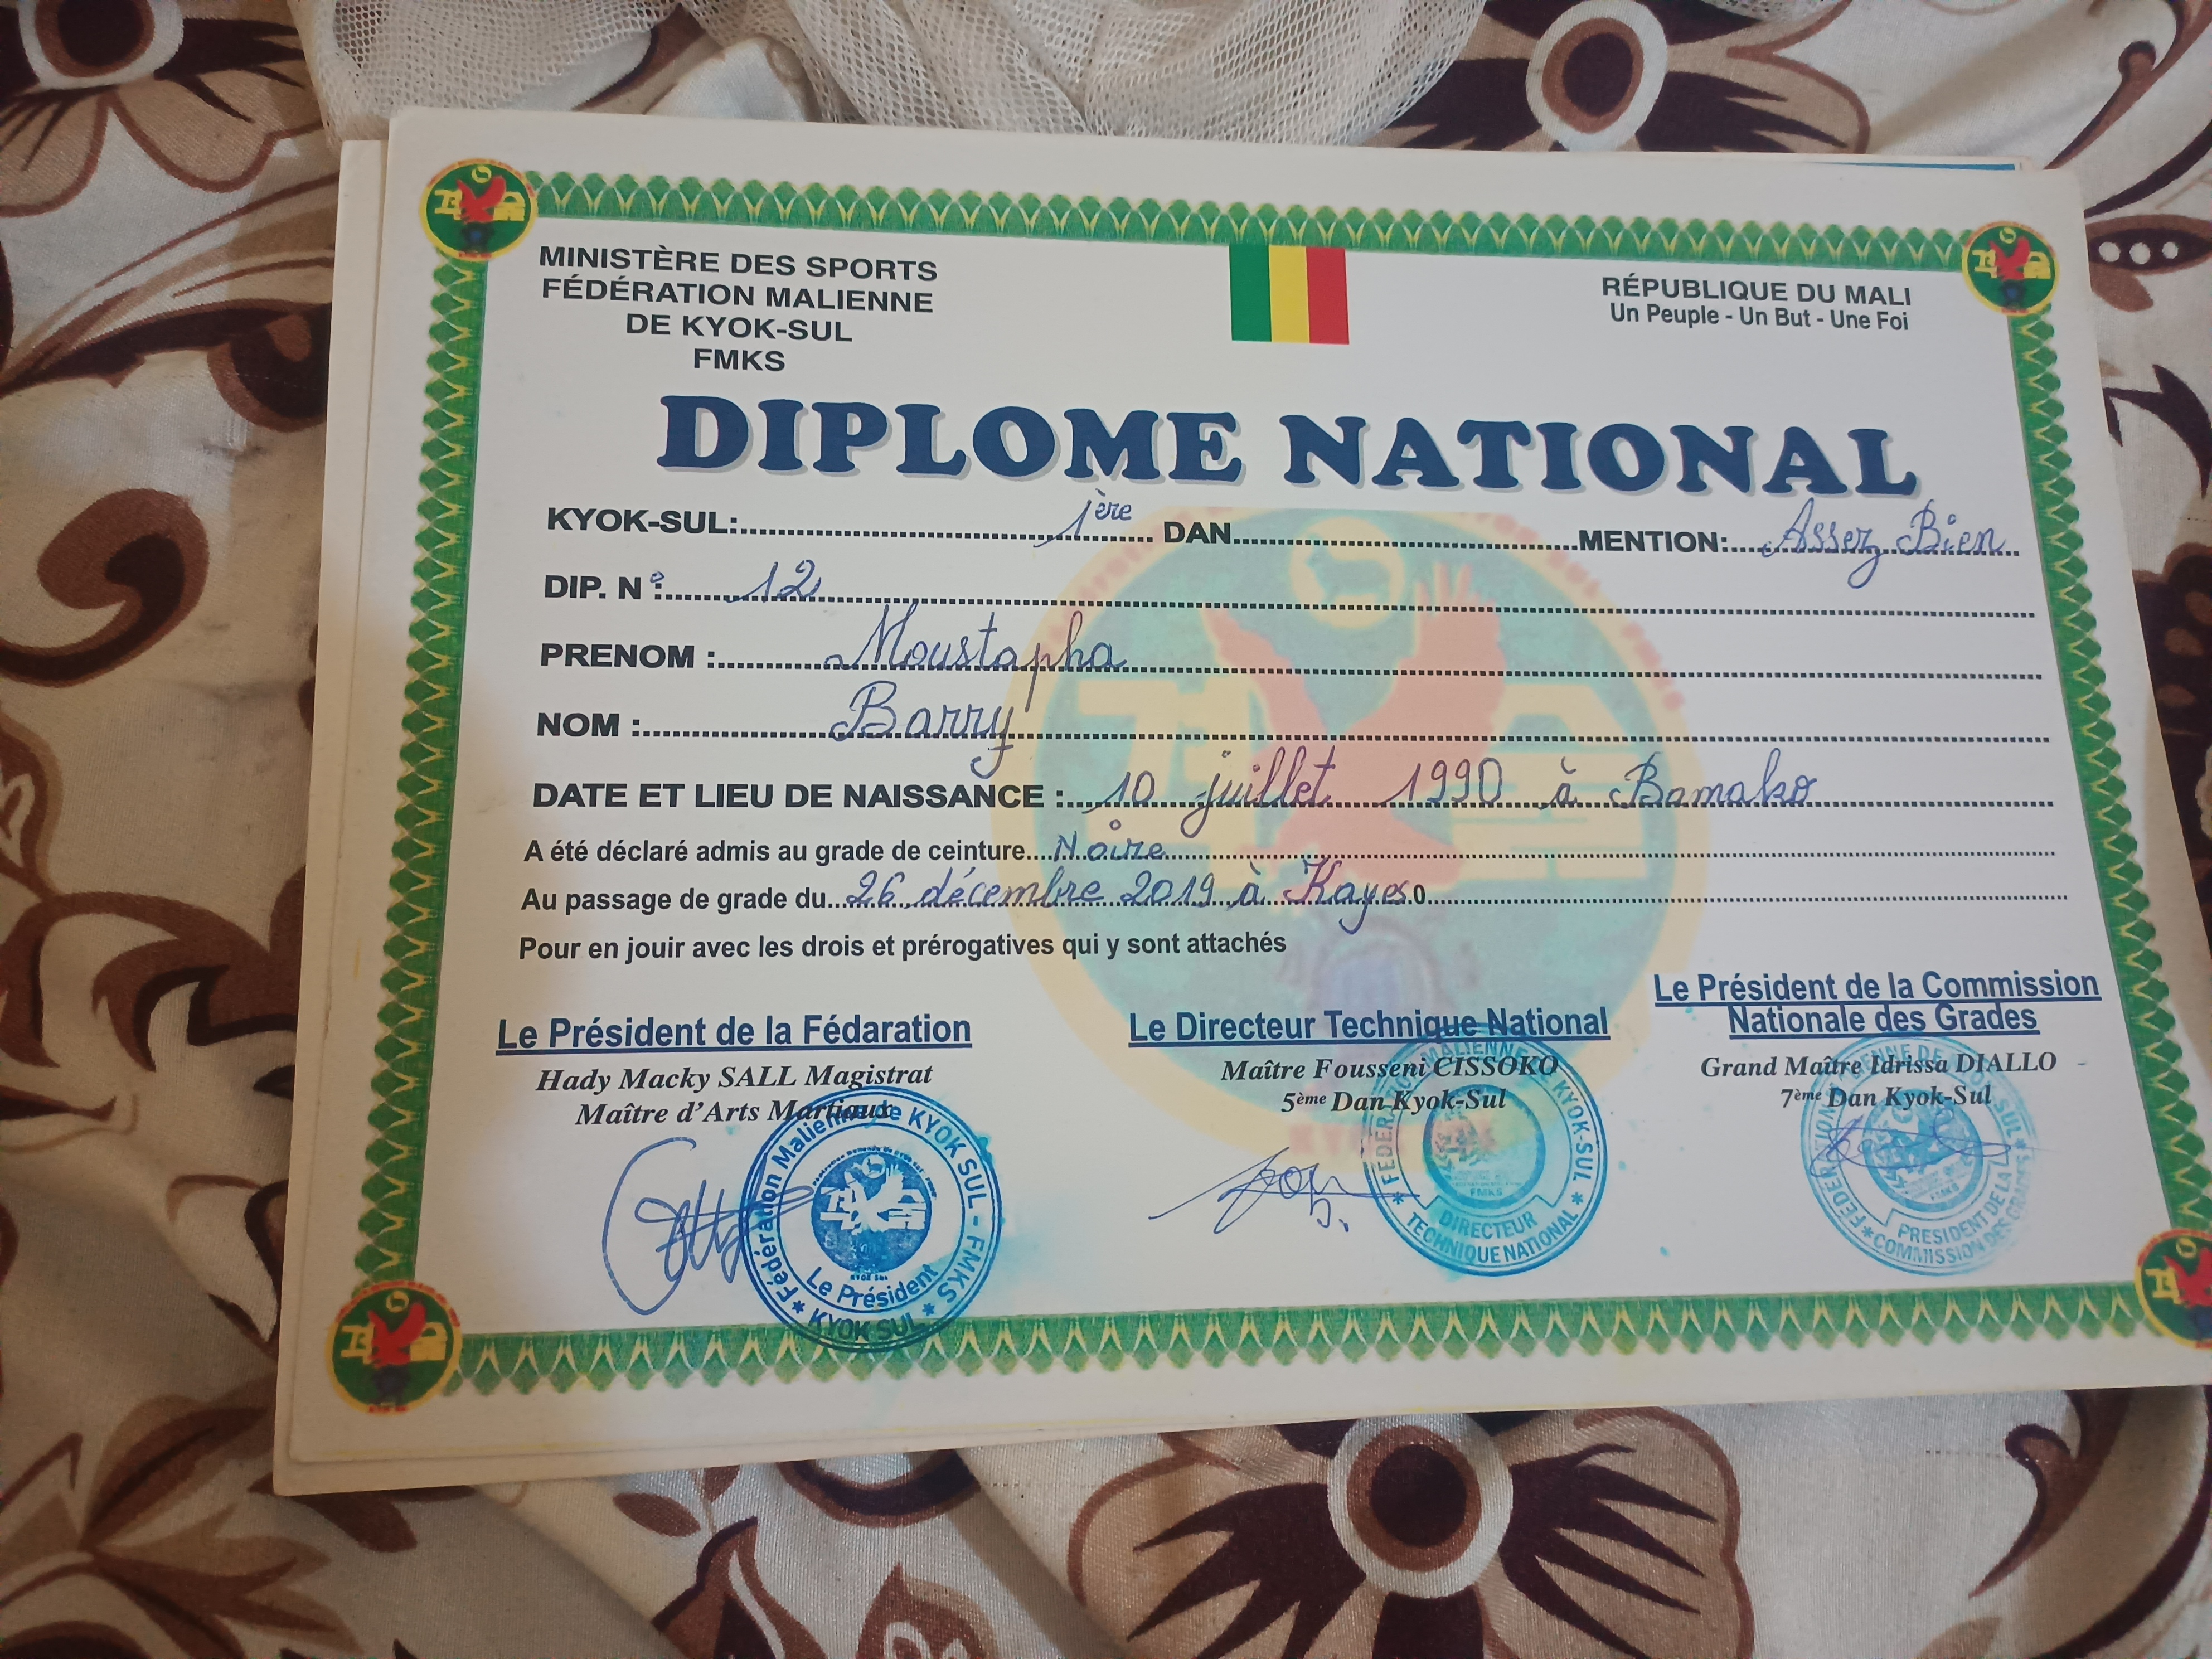 MINISTÈRE DES SPORTS
FÉDÉRATION MALIENNE
DE KYOK-SUL
FMKS
RÉPUBLIQUE DU MALI
Un Peuple - Un But - Une Foi
DIPLOME NATIONAL
KYOK-SUL: 1ère DAN MENTION: Assez Bien
DIP. N°: 12
PRENOM : Moustapha
NOM : Barry
DATE ET LIEU DE NAISSANCE : 10 juillet 1990 à Bamako
A été déclaré admis au grade de ceinture Noire
Au passage de grade du 26 décembre 2019 à Kayes 0
Pour en jouir avec les drois et prérogatives qui y sont attachés
Le Président de la Fédaration
Hady Macky SALL Magistrat
Maître d'Arts Martiaux
Le Directeur Technique National
Maître Fousseni CISSOKO
5ème Dan Kyok-Sul
Le Président de la Commission
Nationale des Grades
Grand Maître Idrissa DIALLO
7ème Dan Kyok-Sul
Fédération Malienne de KYOK SUL - FMKS
Le Président
KYOK SUL
FEDERATION MALIENNE DE KYOK-SUL
FMKS
DIRECTEUR
TECHNIQUE NATIONAL
FEDERATION MALIENNE DE KYOK-SUL
FMKS
PRESIDENT DE LA
COMMISSION DES GRADES